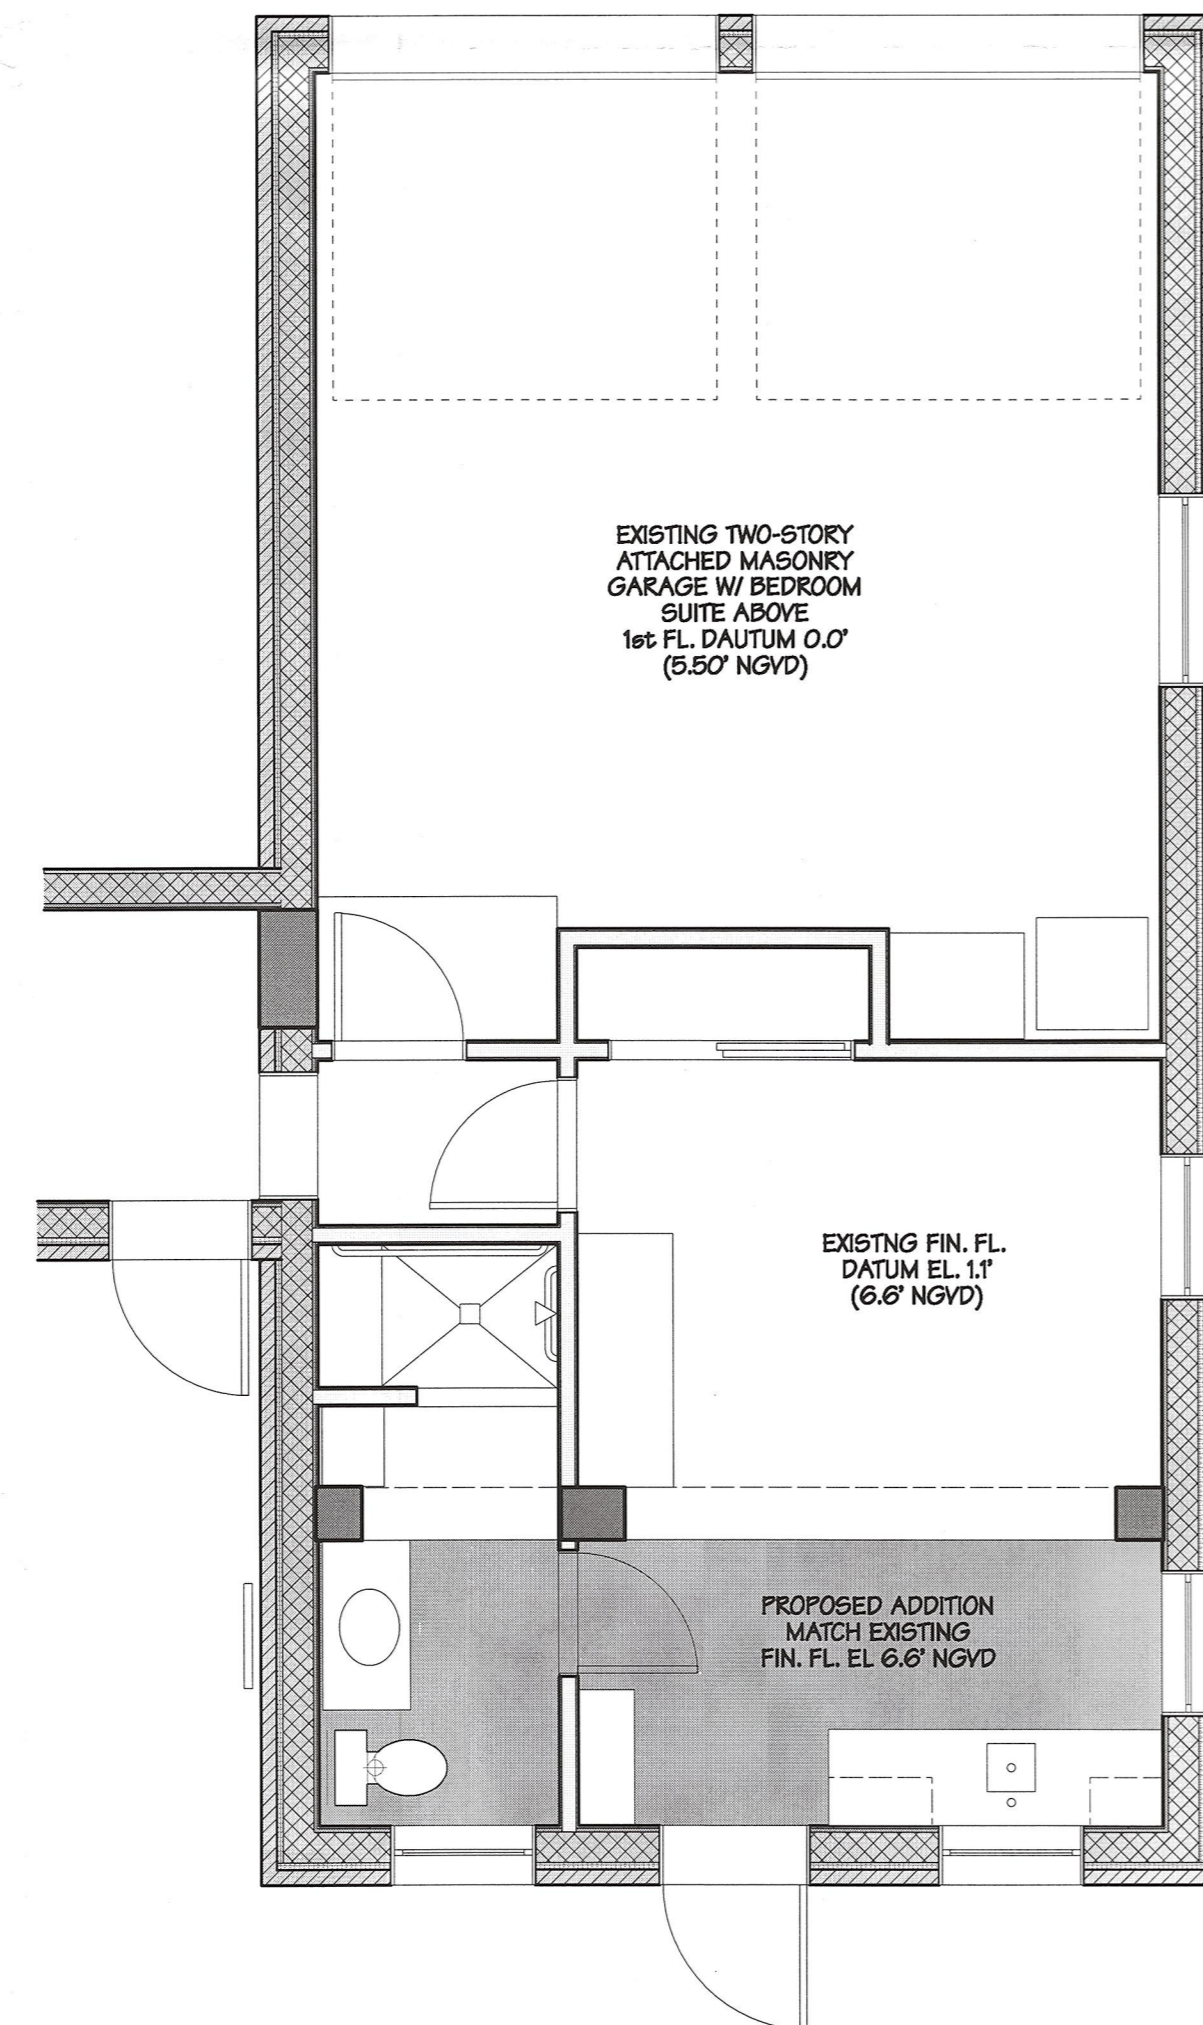 EXISTING TWO-STORY
ATTACHED MASONRY
GARAGE W/ BEDROOM
SUITE ABOVE
1st FL. DAUTUM 0.0'
(5.50' NGVD)
EXISTNG FIN. FL.
DATUM EL. 1.1'
(6.6' NGVD)
PROPOSED ADDITION
MATCH EXISTING
FIN. FL. EL 6.6' NGVD